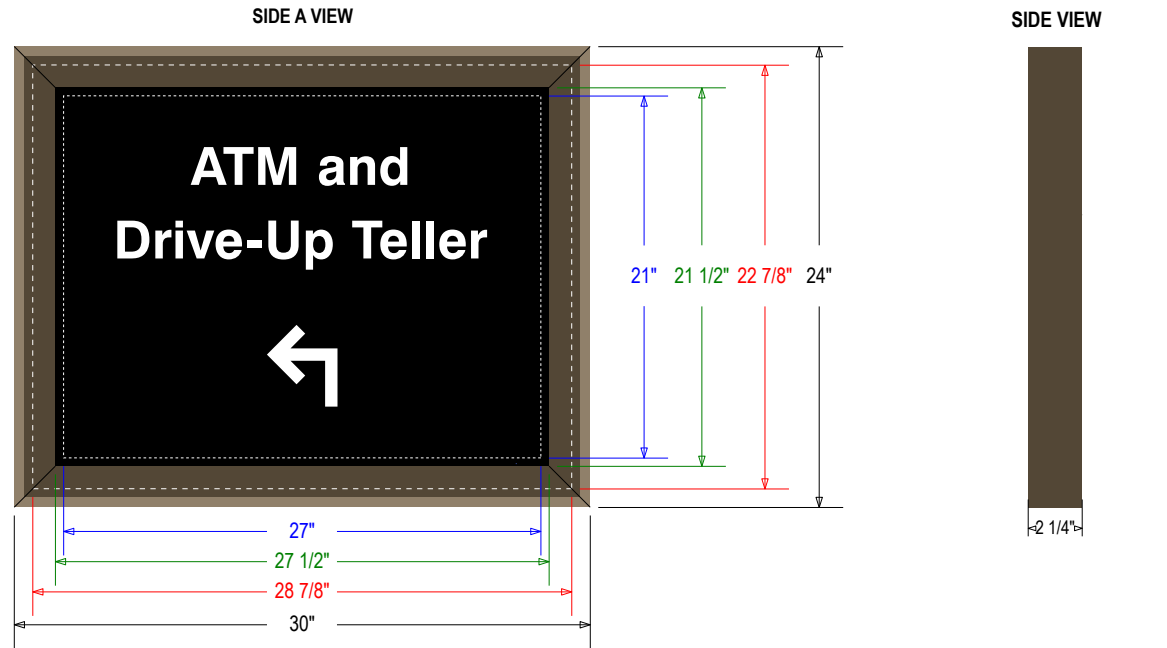 SIDE A VIEW
SIDE VIEW
ATM and
Drive-Up Teller
21" 21 1/2" 22 7/8" 24"
2 1/4"
27"
27 1/2"
28 7/8"
30"